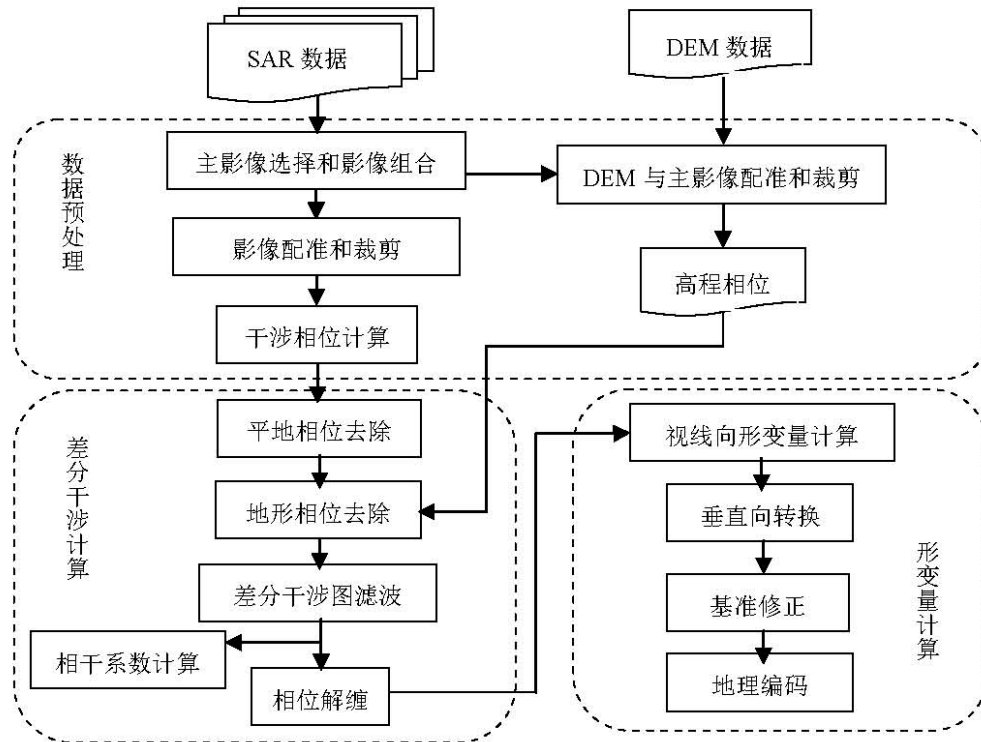 SAR 数据
DEM 数据
数据预处理
主影像选择和影像组合
DEM 与主影像配准和裁剪
影像配准和裁剪
高程相位
干涉相位计算
差分干涉计算
平地相位去除
地形相位去除
差分干涉图滤波
相干系数计算
相位解缠
视线向形变量计算
垂直向转换
基准修正
地理编码
形变量计算